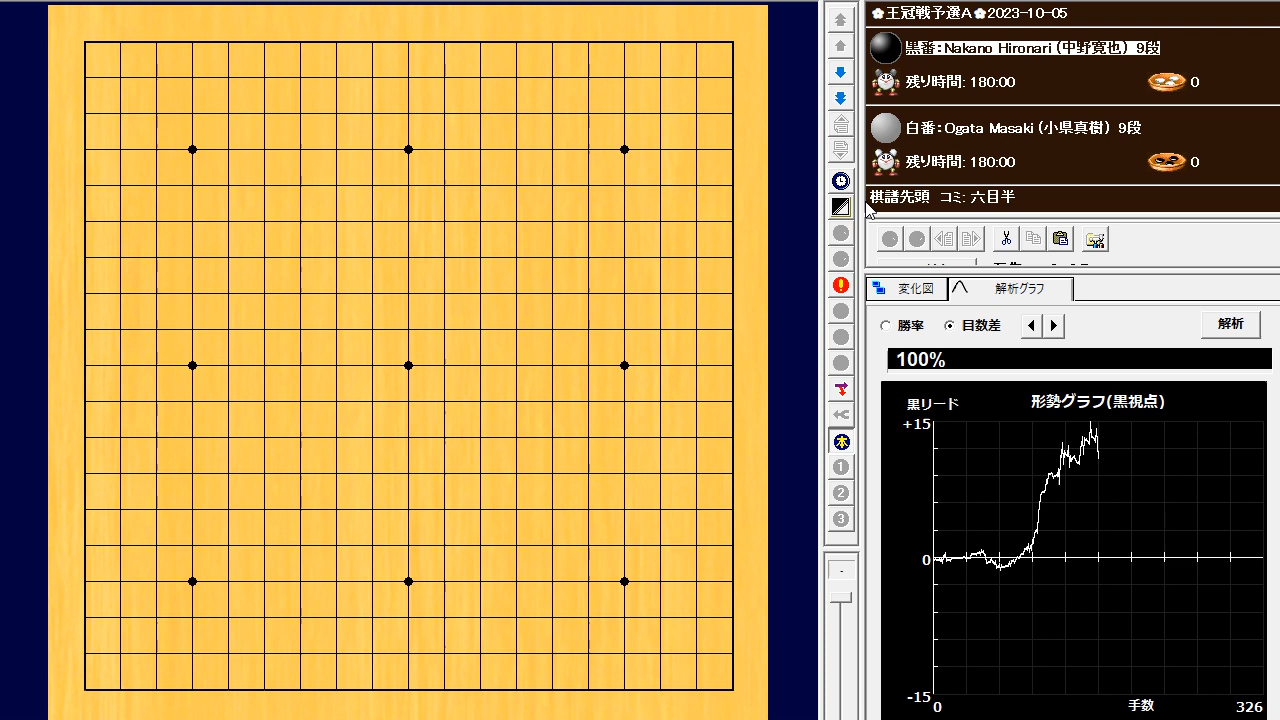 王冠戦予選A 2023-10-05
黒番:Nakano Hironari (中野寛也) 9段
残り時間: 180:00
0
白番:Ogata Masaki (小県真樹) 9段
残り時間: 180:00
0
棋譜先頭 コミ: 六目半
変化図
解析グラフ
勝率
目数差
解析
100%
黒リード
形勢グラフ(黒視点)
+15
0
-15
0
手数
326
1
2
3
-